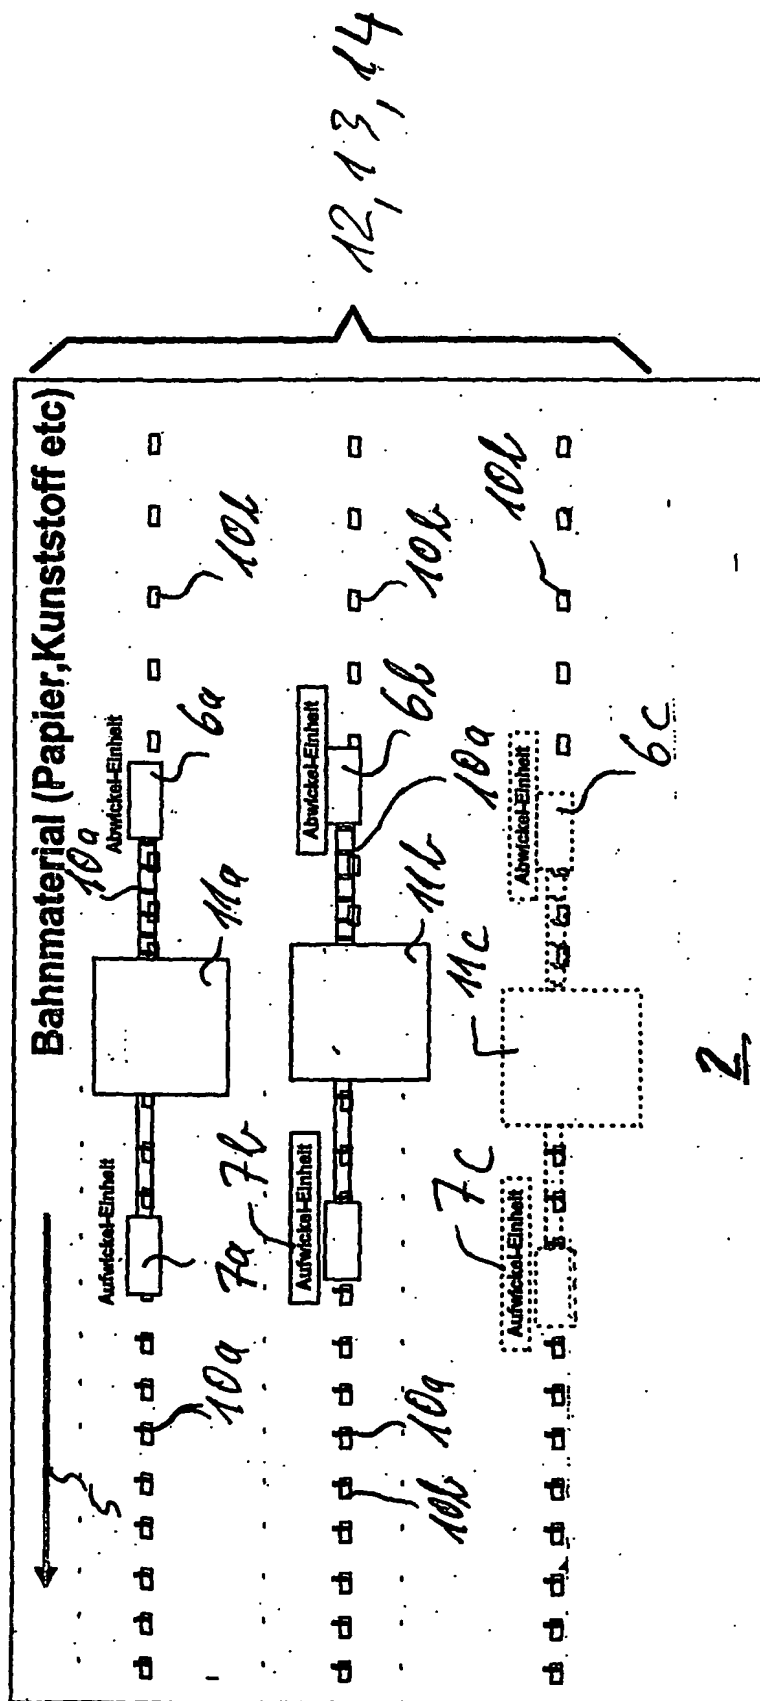 Bahnmaterial (Papier,Kunststoff etc)
5
Aufwickel-Einheit
10a
Abwickel-Einheit
10a
7a
11a
6a
10b
Aufwickel-Einheit
Abwickel-Einheit
10b
10a
7b
11b
10a
6b
10b
Aufwickel-Einheit
Abwickel-Einheit
7c
11c
6c
10b
12, 13, 14
2